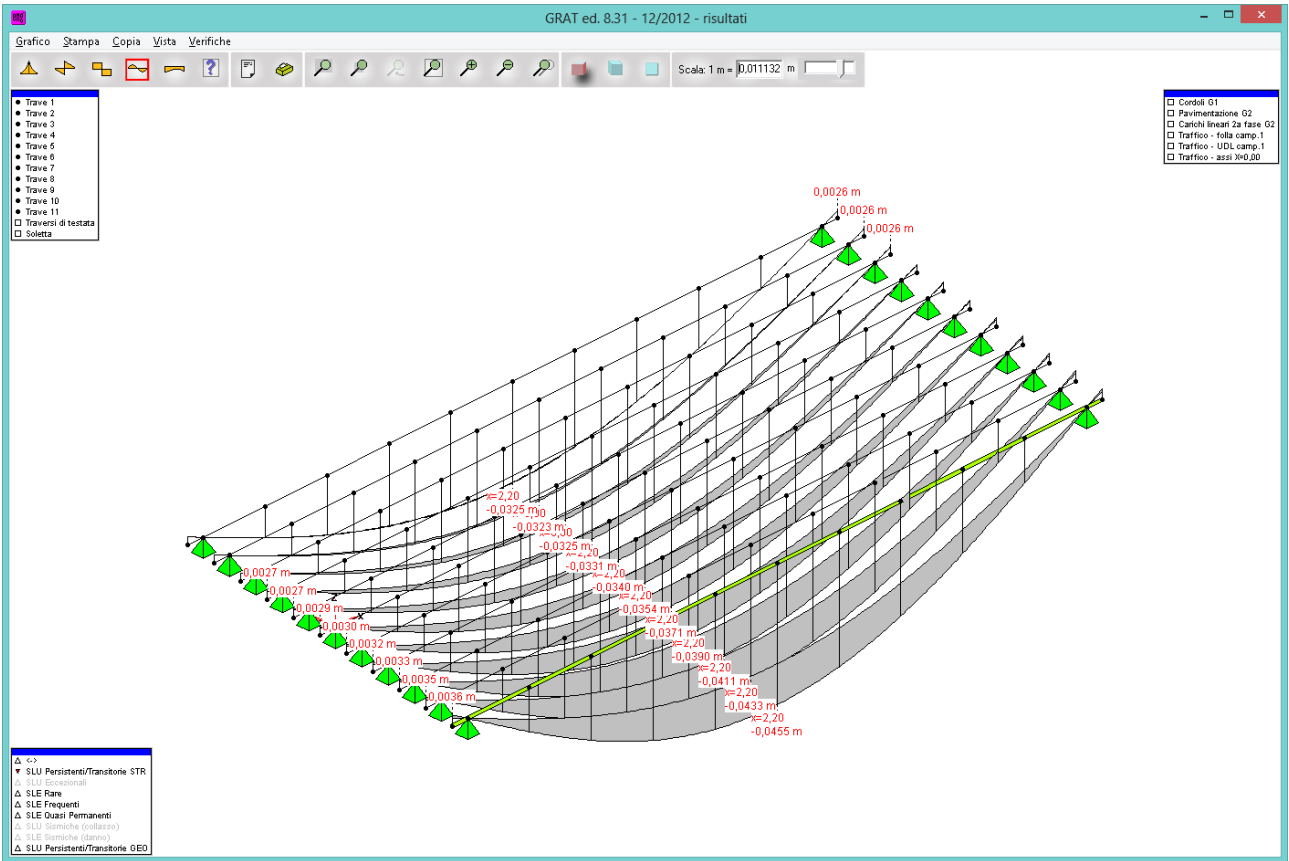 GRAT ed. 8.31 - 12/2012 - risultati
Grafico Stampa Copia Vista Verifiche
Scala: 1 m = 0,011132 m
Trave 1
Trave 2
Trave 3
Trave 4
Trave 5
Trave 6
Trave 7
Trave 8
Trave 9
Trave 10
Trave 11
Traversi di testata
Soletta
Cordoli G1
Pavimentazione G2
Carichi lineari 2a fase G2
Traffico - folla camp.1
Traffico - UDL camp.1
Traffico - assi X=0,00
0,0026 m
0,0026 m
0,0026 m
x=2,20
-0,0325 m
-0,0323 m
-0,0325 m
-0,0331 m
-0,0340 m
x=2,20
-0,0354 m
x=2,20
-0,0371 m
x=2,20
-0,0390 m
x=2,20
-0,0411 m
x=2,20
-0,0433 m
x=2,20
-0,0455 m
0,0027 m
0,0027 m
0,0029 m
0,0030 m
0,0032 m
0,0033 m
0,0035 m
0,0036 m
<->
SLU Persistenti/Transitorie STR
SLU Eccezionali
SLE Rare
SLE Frequenti
SLE Quasi Permanenti
SLU Sismiche (collasso)
SLE Sismiche (danno)
SLU Persistenti/Transitorie GEO